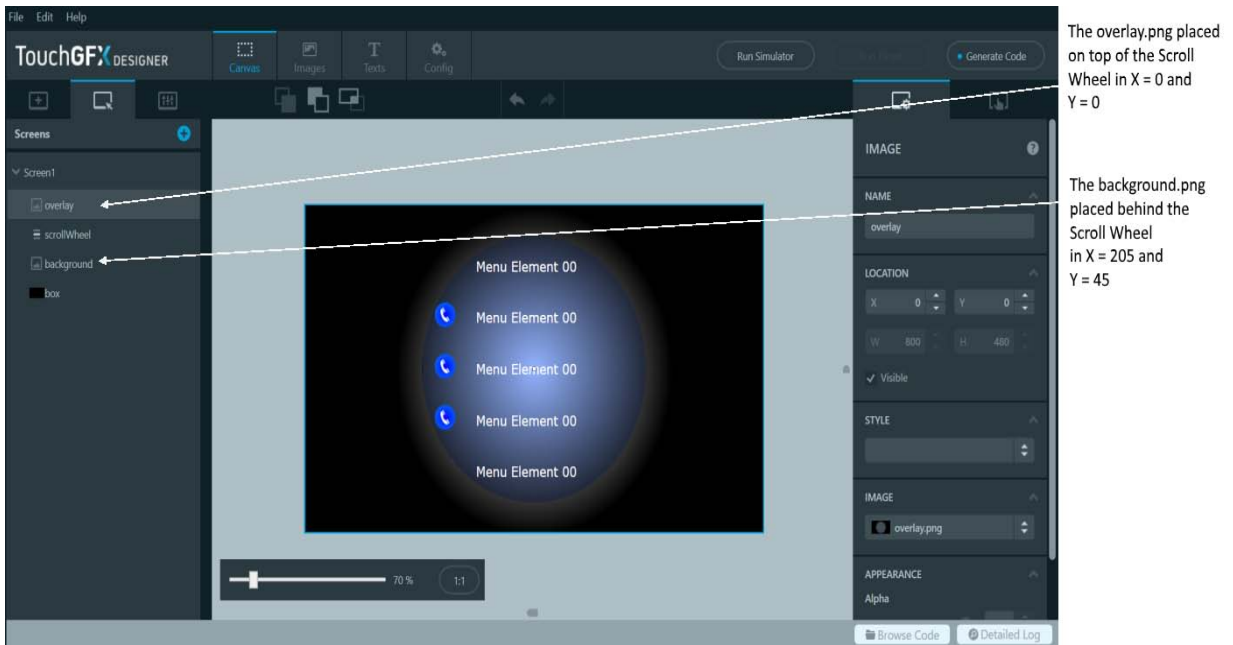 File Edit Help
TouchGFX DESIGNER
Canvas
Images
Texts
Config
Run Simulator
Generate Code
Screens
Screen1
overlay
scrollWheel
background
box
Menu Element 00
Menu Element 00
Menu Element 00
Menu Element 00
Menu Element 00
70 %
1:1
IMAGE
NAME
overlay
LOCATION
X 0 Y 0
W 800 H 480
Visible
STYLE
IMAGE
overlay.png
APPEARANCE
Alpha
Browse Code
Detailed Log
The overlay.png placed
on top of the Scroll
Wheel in X = 0 and
Y = 0
The background.png
placed behind the
Scroll Wheel
in X = 205 and
Y = 45